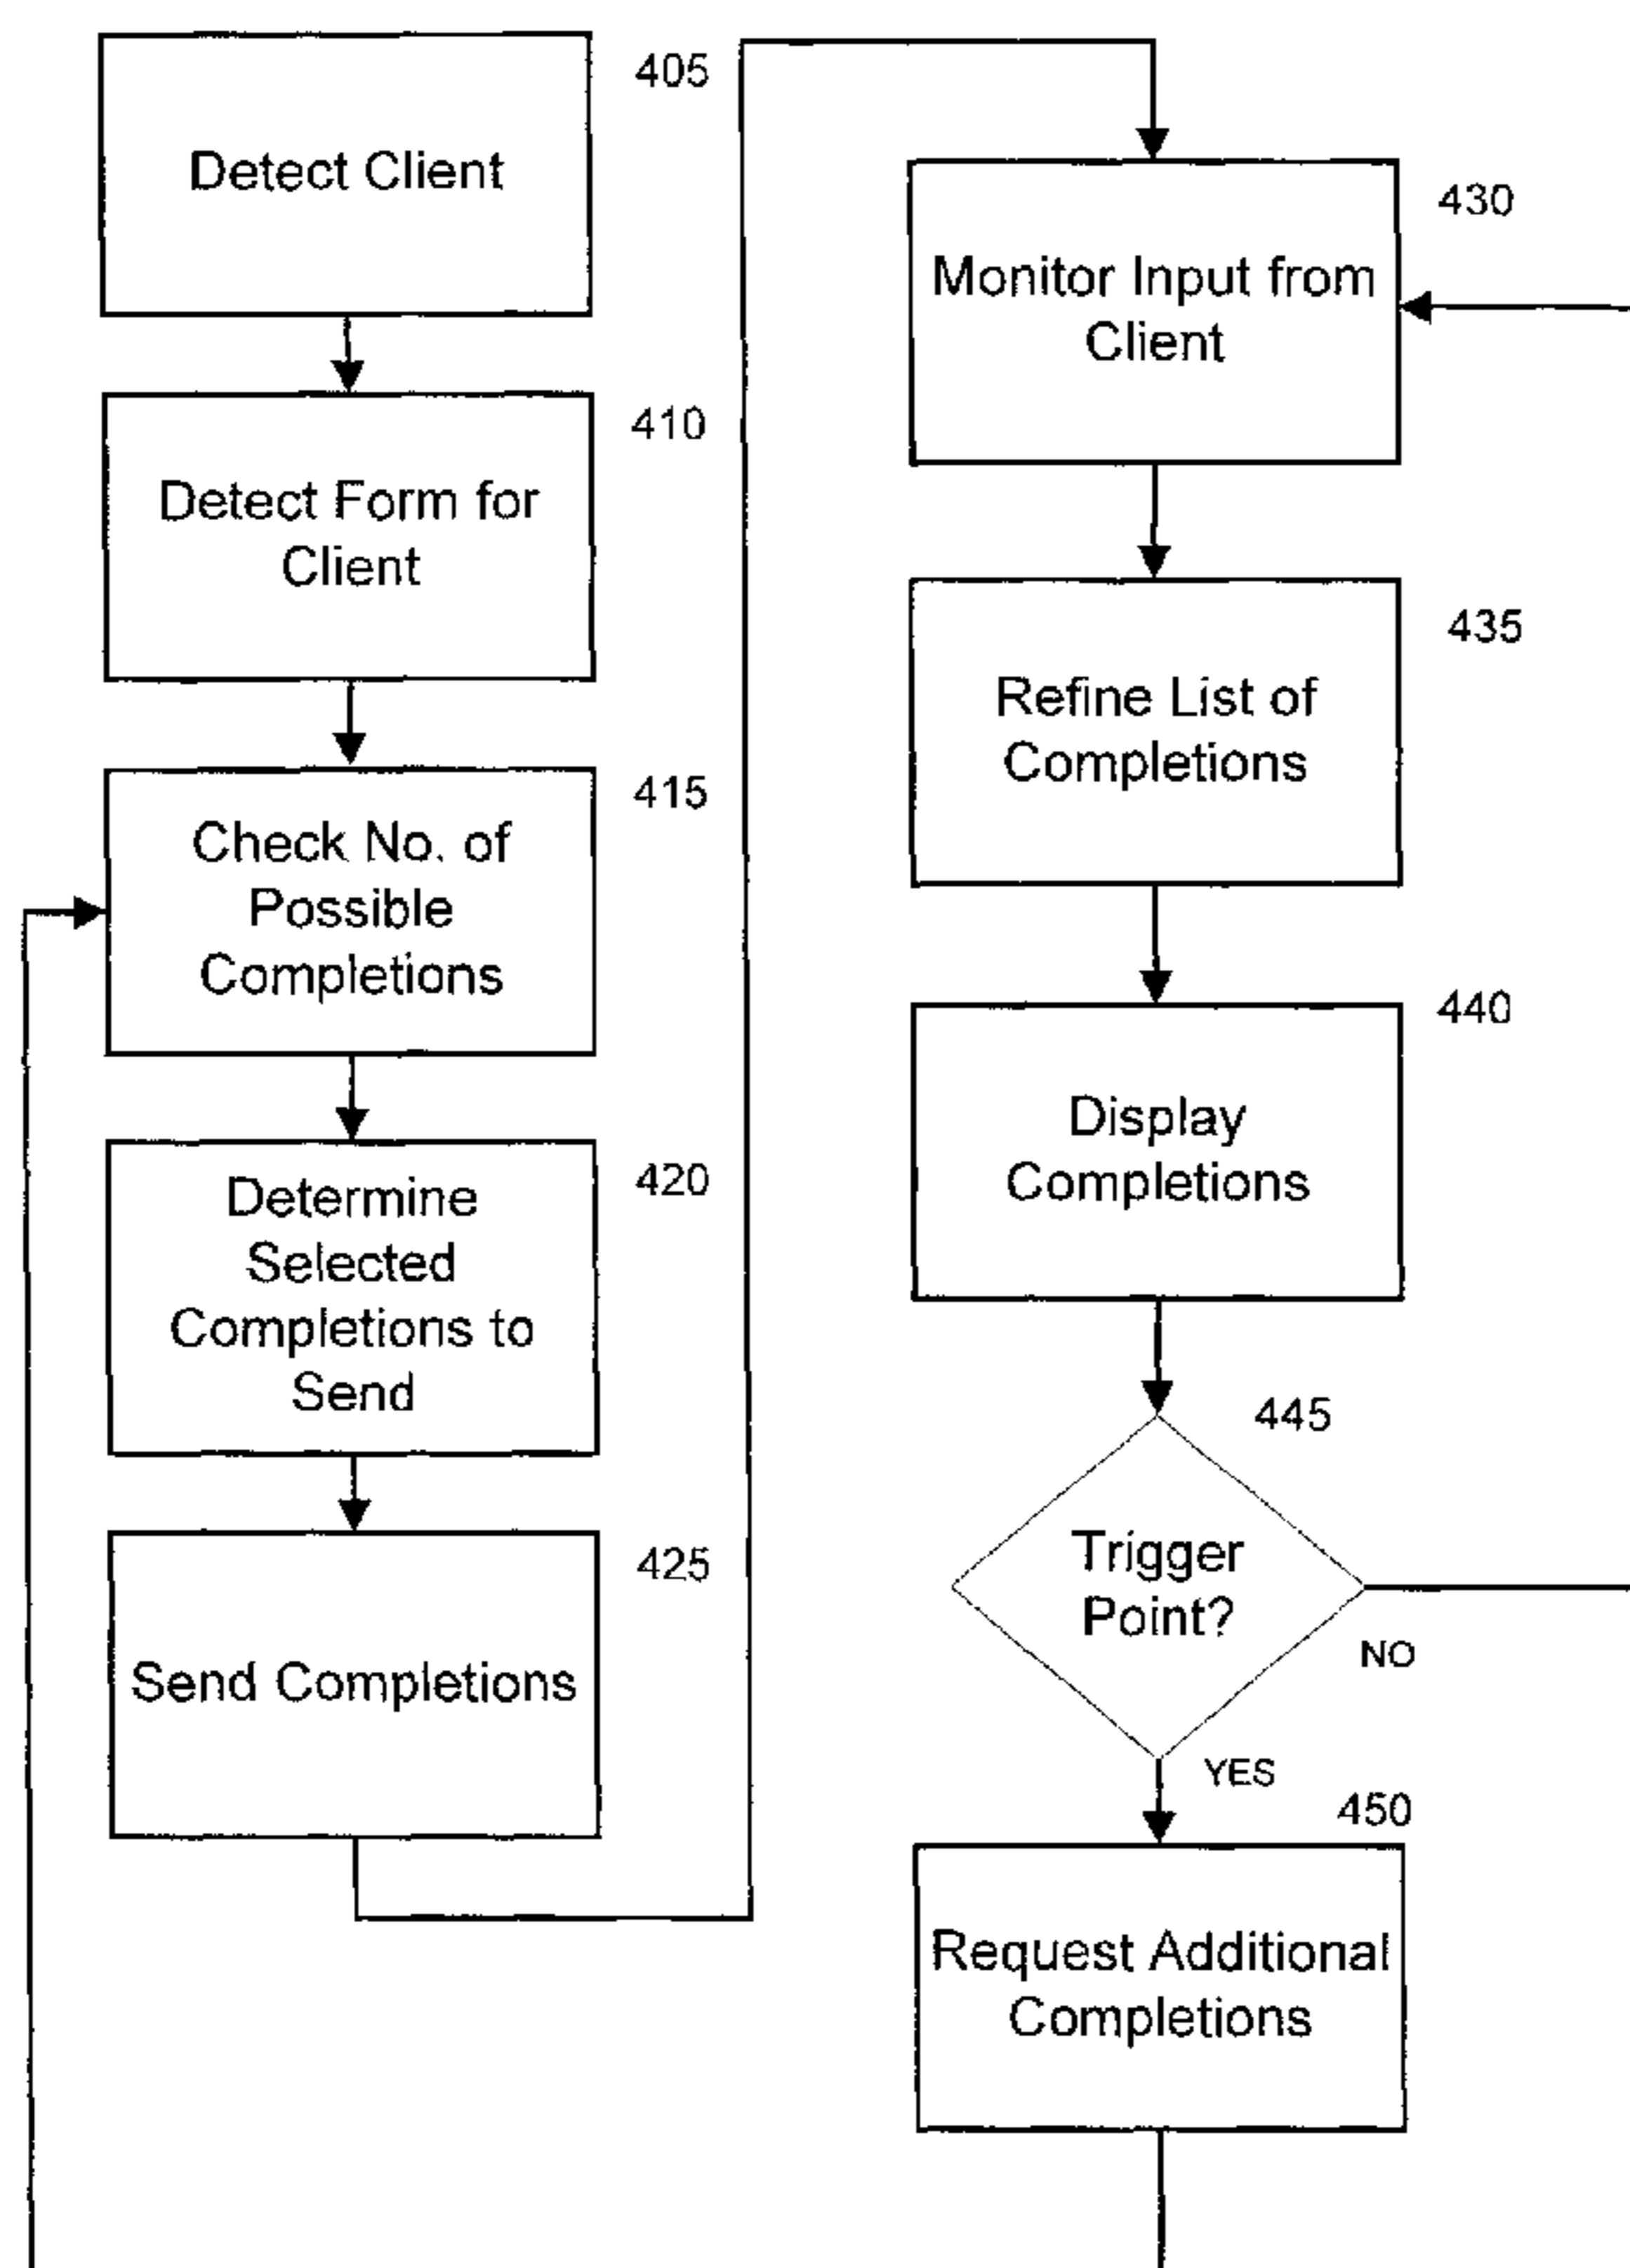 405
Detect Client
410
Detect Form for
Client
415
Check No. of
Possible
Completions
420
Determine
Selected
Completions to
Send
425
Send Completions
430
Monitor Input from
Client
435
Refine List of
Completions
440
Display
Completions
445
Trigger
Point?
NO
YES
450
Request Additional
Completions